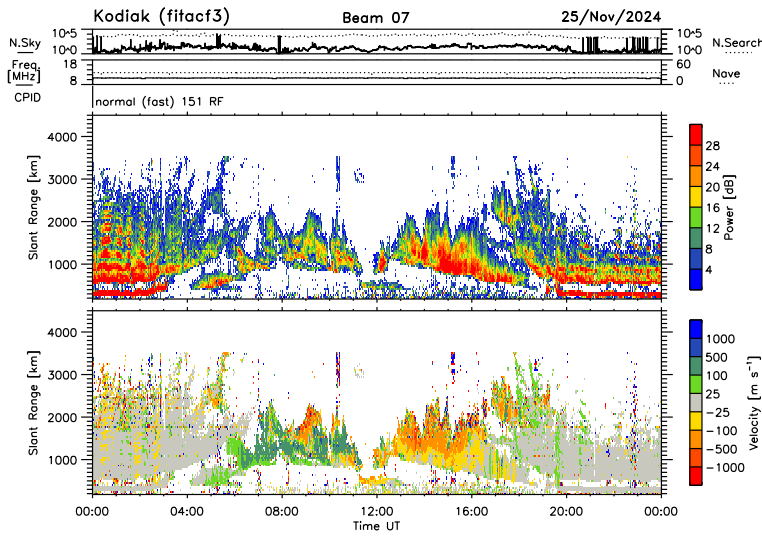 Kodiak (fitacf3) Beam 07 25/Nov/2024
N.Sky 10+5 10+0 10+5 10+0 N.Search
Freq. [MHz] 18 8 60 0 Nave
CPID normal (fast) 151 RF
Slant Range [km] 4000 3000 2000 1000
Power [dB] 28 24 20 16 12 8 4
Slant Range [km] 4000 3000 2000 1000
Velocity [m s⁻¹] 1000 500 100 25 -25 -100 -500 -1000
00:00 04:00 08:00 12:00 16:00 20:00 00:00
Time UT